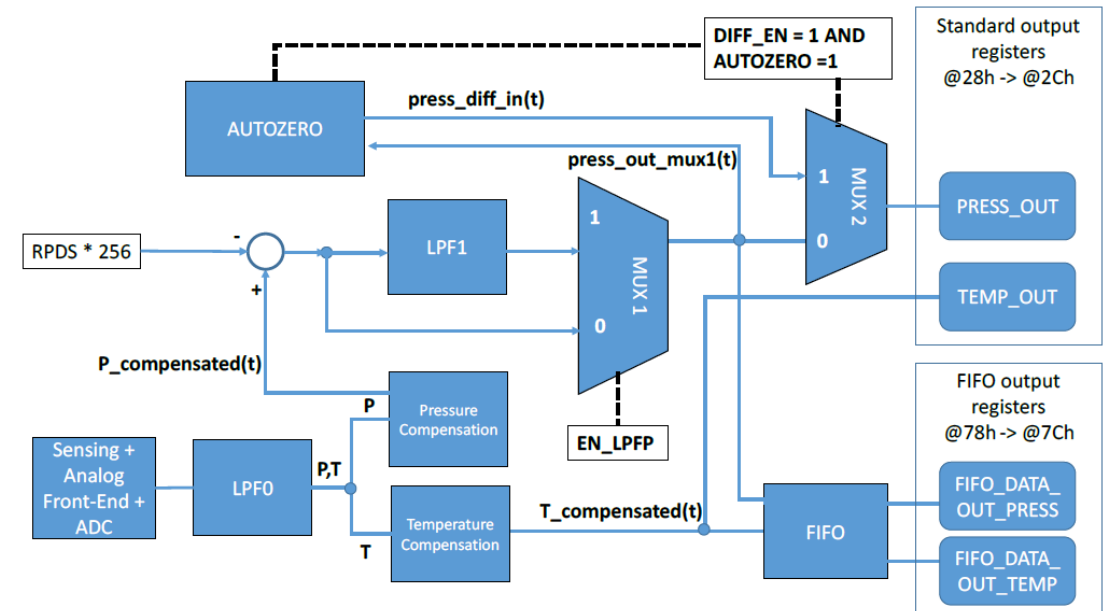 DIFF_EN = 1 AND
AUTOZERO =1
Standard output
registers
@28h -> @2Ch
AUTOZERO
press_diff_in(t)
press_out_mux1(t)
1
MUX 2
0
PRESS_OUT
TEMP_OUT
RPDS * 256
-
+
LPF1
1
MUX 1
0
P_compensated(t)
EN_LPFP
Sensing +
Analog
Front-End +
ADC
LPF0
P,T
P
T
Pressure
Compensation
Temperature
Compensation
T_compensated(t)
FIFO
FIFO output
registers
@78h -> @7Ch
FIFO_DATA_
OUT_PRESS
FIFO_DATA_
OUT_TEMP